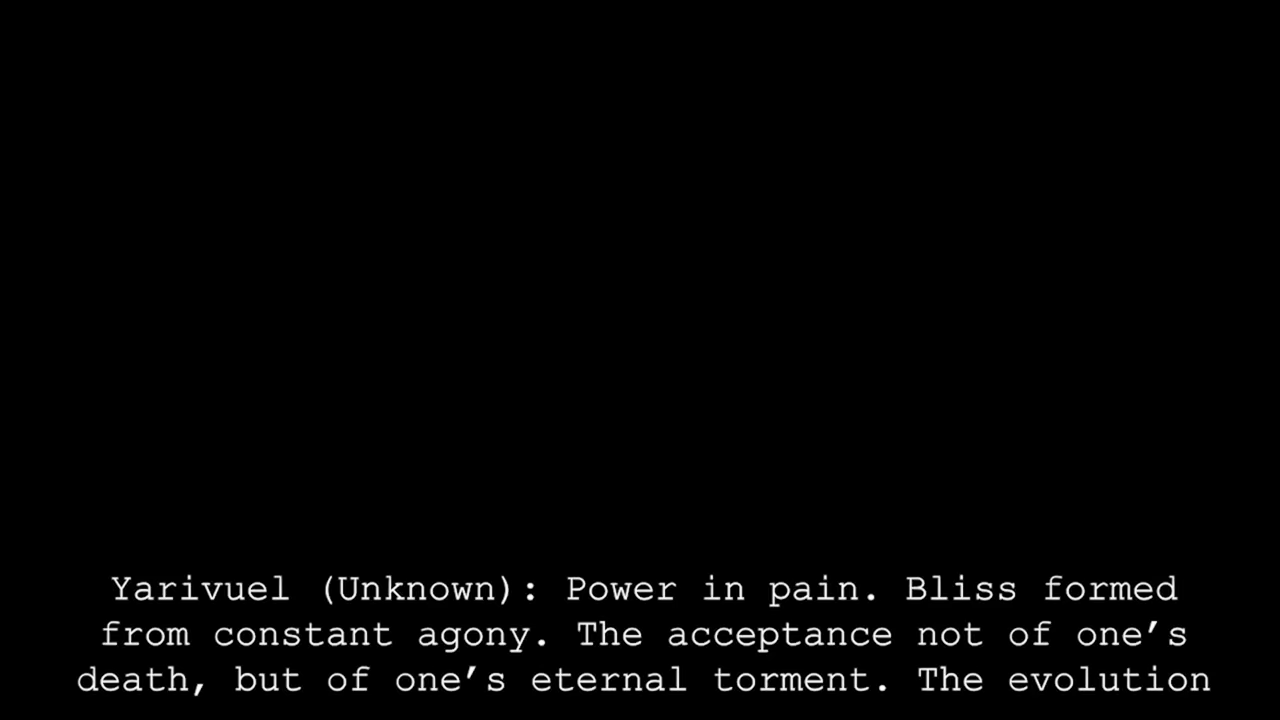 Yarivuel (Unknown): Power in pain. Bliss formed
from constant agony. The acceptance not of one’s
death, but of one’s eternal torment. The evolution